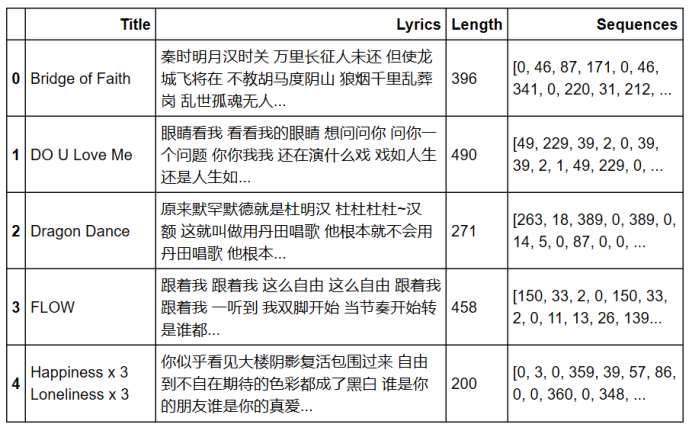 Title Lyrics Length Sequences
0 Bridge of Faith 秦时明月汉时关 万里长征人未还 但使龙 396 [0, 46, 87, 171, 0, 46,
城飞将在 不教胡马度阴山 狼烟千里乱葬 341, 0, 220, 31, 212, ...
岗 乱世孤魂无人...
1 DO U Love Me 眼睛看我 看看我的眼睛 想问问你 问你一 490 [49, 229, 39, 2, 0, 39,
个问题 你你我我 还在演什么戏 戏如人生 39, 2, 1, 49, 229, 0, ...
还是人生如...
2 Dragon Dance 原来默罕默德就是杜明汉 杜杜杜杜~汉 271 [263, 18, 389, 0, 389, 0,
额 这就叫做用丹田唱歌 他根本就不会用 14, 5, 0, 87, 0, 0, ...
丹田唱歌 他根本...
3 FLOW 跟着我 跟着我 这么自由 这么自由 跟着我 458 [150, 33, 2, 0, 150, 33,
跟着我 一听到 我双脚开始 当节奏开始转 2, 0, 11, 13, 26, 139...
是谁都...
4 Happiness x 3 你似乎看见大楼阴影复活包围过来 自由 200 [0, 3, 0, 359, 39, 57, 86,
Loneliness x 3 到不自在期待的色彩都成了黑白 谁是你 0, 0, 360, 0, 348, ...
的朋友谁是你的真爱...